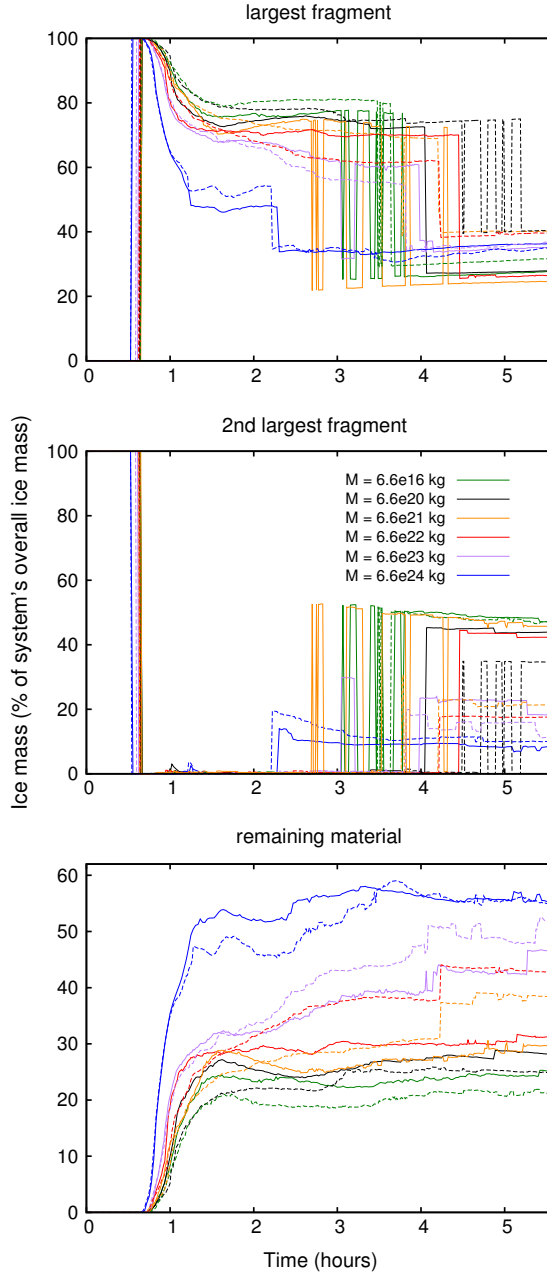 largest fragment
100
80
60
40
20
0
0 1 2 3 4 5
2nd largest fragment
100
80
60
40
20
0
M = 6.6e16 kg
M = 6.6e20 kg
M = 6.6e21 kg
M = 6.6e22 kg
M = 6.6e23 kg
M = 6.6e24 kg
0 1 2 3 4 5
Ice mass (% of system's overall ice mass)
remaining material
60
50
40
30
20
10
0
0 1 2 3 4 5
Time (hours)